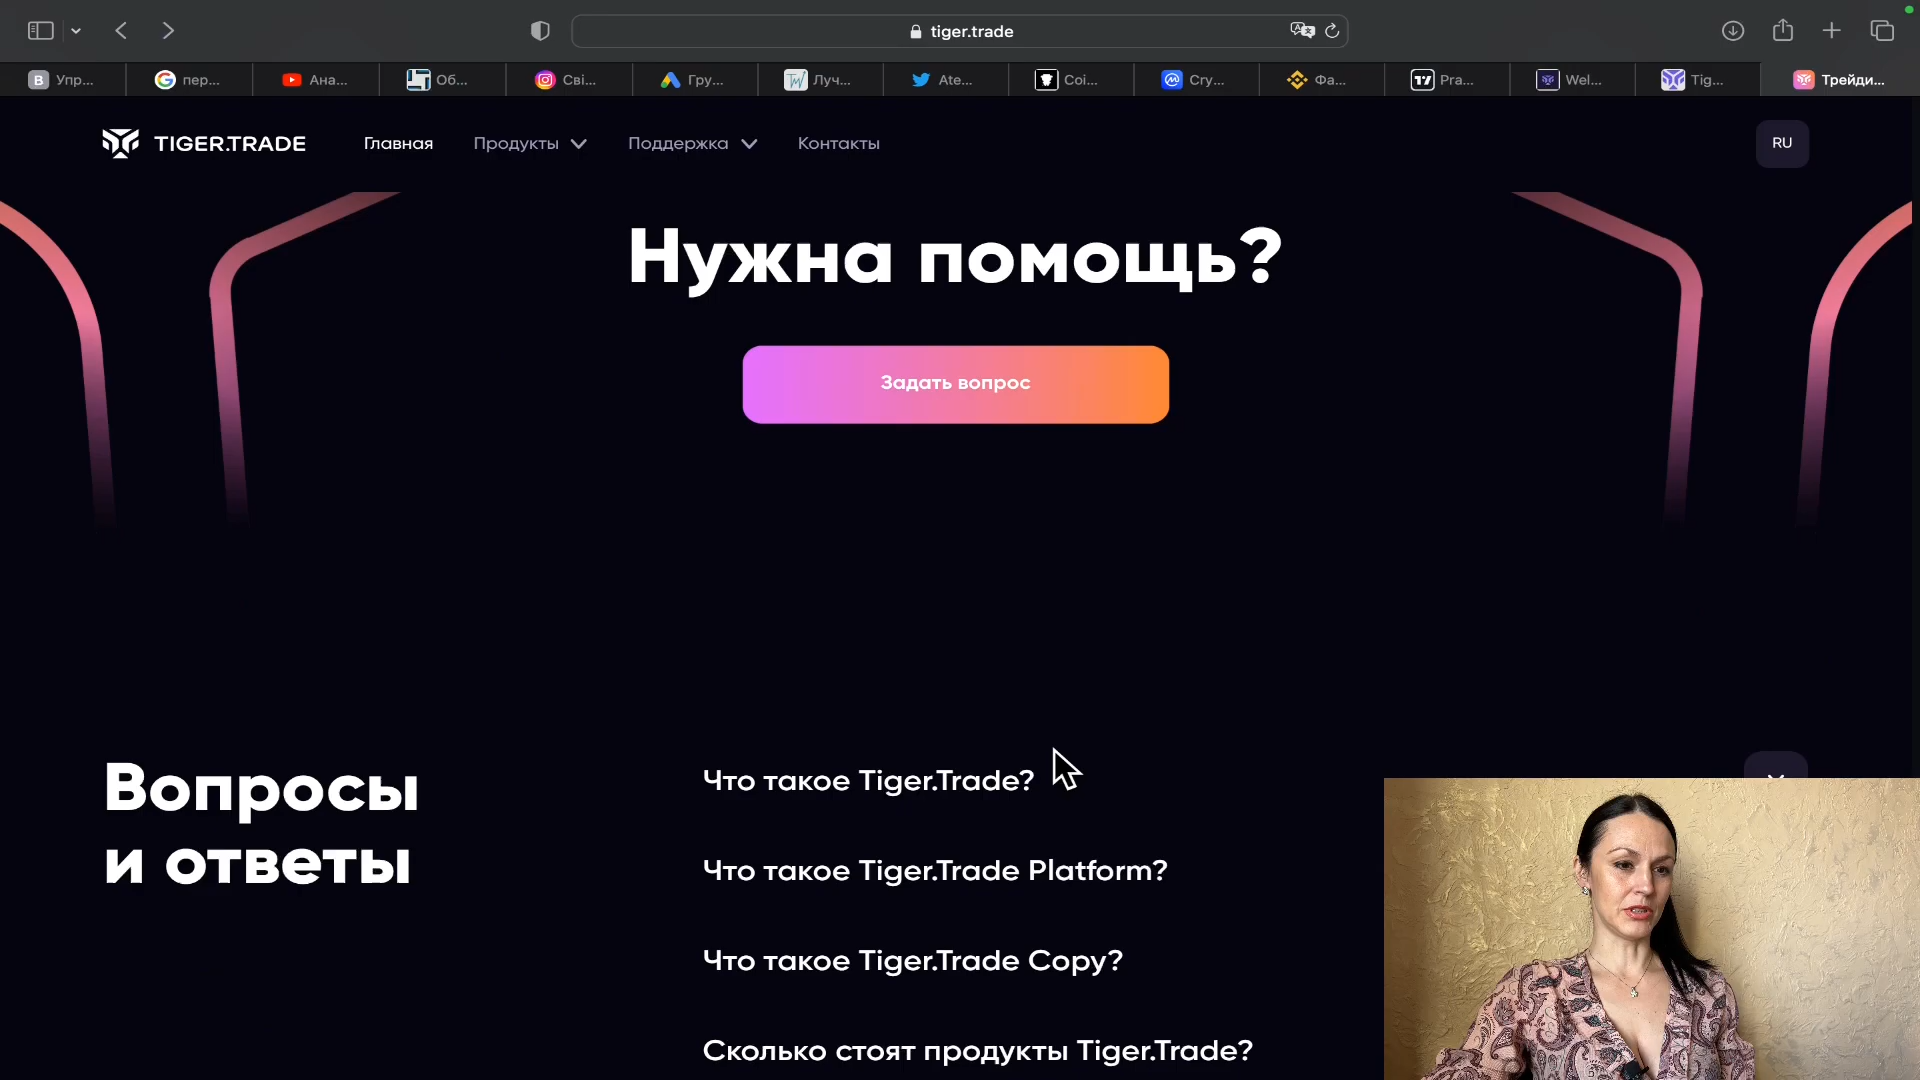 tiger.trade
Упр...
пер...
Ана...
Об...
Сві...
Гру...
Луч...
Ate...
Coi...
Cry...
Фа...
Pra...
Wel...
Tig...
Трейди...
TIGER.TRADE
Главная
Продукты
Поддержка
Контакты
RU
Нужна помощь?
Задать вопрос
Вопросы
и ответы
Что такое Tiger.Trade?
Что такое Tiger.Trade Platform?
Что такое Tiger.Trade Copy?
Сколько стоят продукты Tiger.Trade?